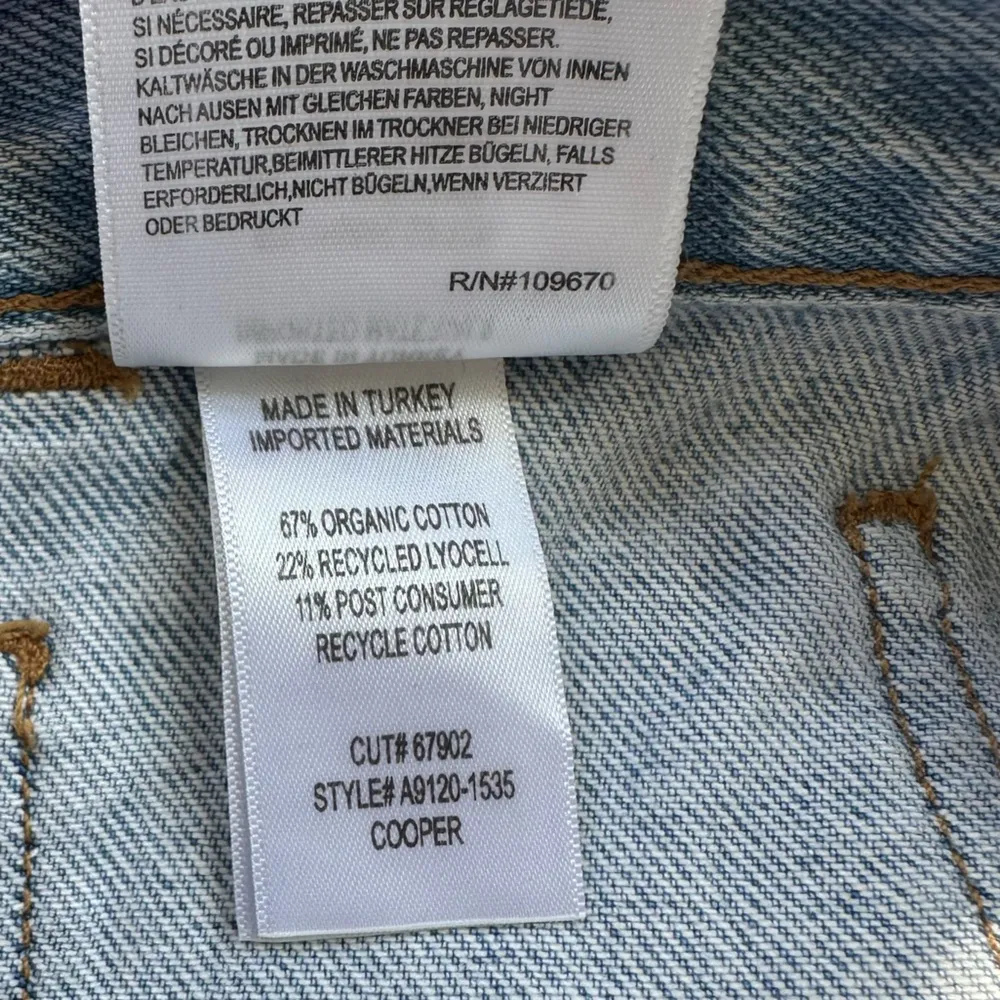 SI NÉCESSAIRE, REPASSER SUR RÉGLAGETIEDE,
SI DÉCORÉ OU IMPRIMÉ, NE PAS REPASSER.
KALTWÄSCHE IN DER WASCHMASCHINE VON INNEN
NACH AUSEN MIT GLEICHEN FARBEN, NIGHT
BLEICHEN, TROCKNEN IM TROCKNER BEI NIEDRIGER
TEMPERATUR,BEIMITTLERER HITZE BÜGELN, FALLS
ERFORDERLICH,NICHT BÜGELN,WENN VERZIERT
ODER BEDRUCKT
R/N#109670
MADE IN TURKEY
IMPORTED MATERIALS
67% ORGANIC COTTON
22% RECYCLED LYOCELL
11% POST CONSUMER
RECYCLE COTTON
CUT# 67902
STYLE# A9120-1535
COOPER